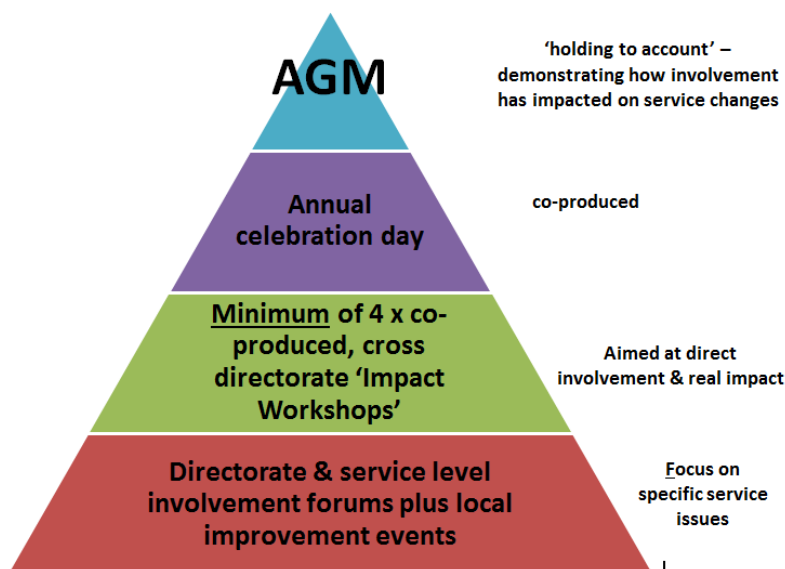 AGM
‘holding to account’ –
demonstrating how involvement
has impacted on service changes
Annual
celebration day
co-produced
Minimum of 4 x co-
produced, cross
directorate ‘Impact
Workshops’
Aimed at direct
involvement & real impact
Directorate & service level
involvement forums plus local
improvement events
Focus on
specific service
issues